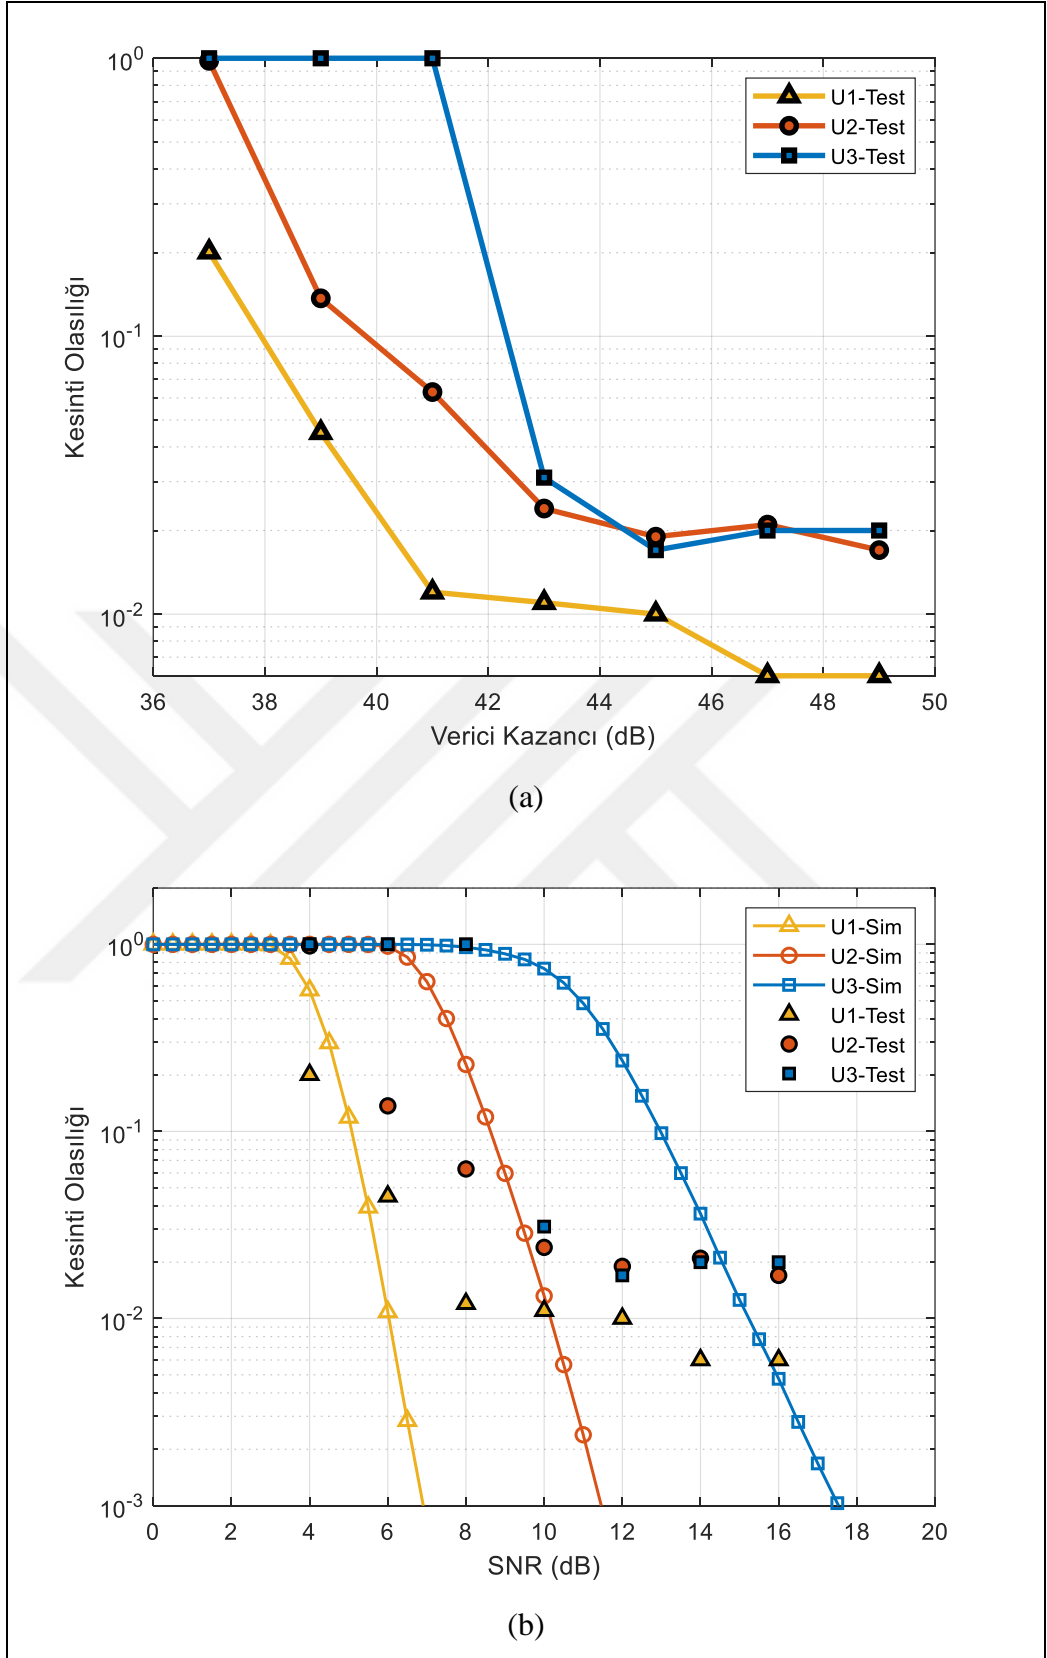 10^0
10^-1
10^-2
36 38 40 42 44 46 48 50
Kesinti Olasılığı
Verici Kazancı (dB)
U1-Test
U2-Test
U3-Test
(a)
10^0
10^-1
10^-2
10^-3
0 2 4 6 8 10 12 14 16 18 20
Kesinti Olasılığı
SNR (dB)
U1-Sim
U2-Sim
U3-Sim
U1-Test
U2-Test
U3-Test
(b)